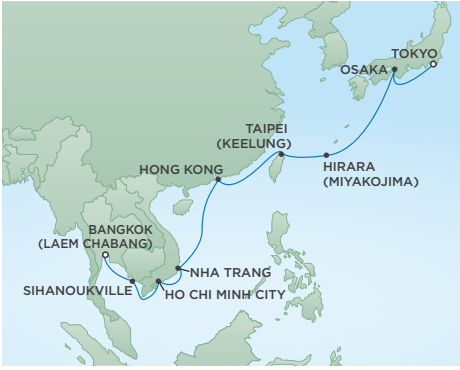 TOKYO
OSAKA
TAIPEI
(KEELUNG)
HIRARA
(MIYAKOJIMA)
HONG KONG
BANGKOK
(LAEM CHABANG)
NHA TRANG
SIHANOUKVILLE
HO CHI MINH CITY